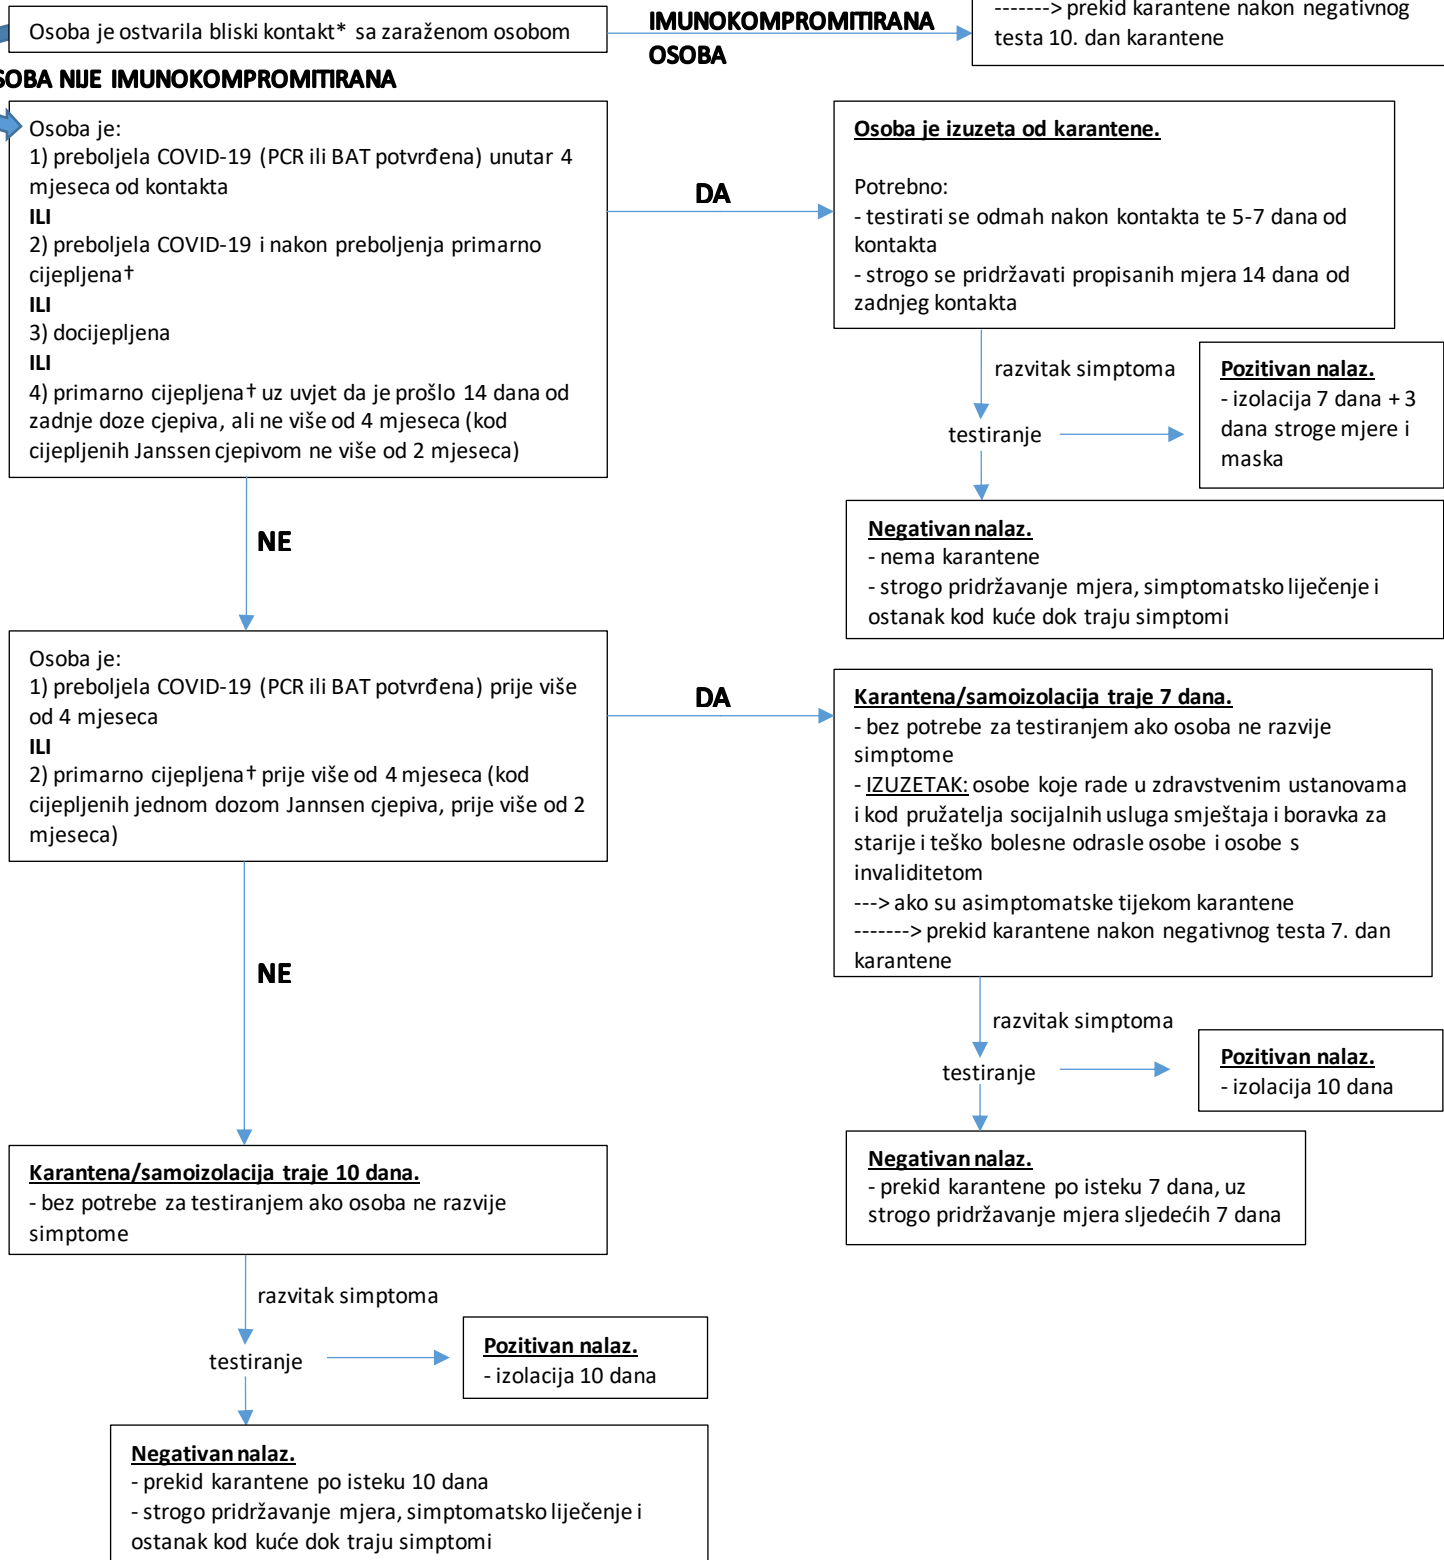 Osoba je ostvarila bliski kontakt* sa zaraženom osobom
IMUNOKOMPROMITIRANA
OSOBA
-------> prekid karantene nakon negativnog
testa 10. dan karantene
OSOBA NIJE IMUNOKOMPROMITIRANA
Osoba je:
1) preboljela COVID-19 (PCR ili BAT potvrđena) unutar 4
mjeseca od kontakta
ILI
2) preboljela COVID-19 i nakon preboljenja primarno
cijepljena†
ILI
3) docijepljena
ILI
4) primarno cijepljena† uz uvjet da je prošlo 14 dana od
zadnje doze cjepiva, ali ne više od 4 mjeseca (kod
cijepljenih Janssen cjepivom ne više od 2 mjeseca)
DA
Osoba je izuzeta od karantene.
Potrebno:
- testirati se odmah nakon kontakta te 5-7 dana od
kontakta
- strogo se pridržavati propisanih mjera 14 dana od
zadnjeg kontakta
razvitak simptoma
testiranje
Pozitivan nalaz.
- izolacija 7 dana + 3
dana stroge mjere i
maska
Negativan nalaz.
- nema karantene
- strogo pridržavanje mjera, simptomatsko liječenje i
ostanak kod kuće dok traju simptomi
NE
Osoba je:
1) preboljela COVID-19 (PCR ili BAT potvrđena) prije više
od 4 mjeseca
ILI
2) primarno cijepljena† prije više od 4 mjeseca (kod
cijepljenih jednom dozom Jannsen cjepiva, prije više od 2
mjeseca)
DA
Karantena/samoizolacija traje 7 dana.
- bez potrebe za testiranjem ako osoba ne razvije
simptome
- IZUZETAK: osobe koje rade u zdravstvenim ustanovama
i kod pružatelja socijalnih usluga smještaja i boravka za
starije i teško bolesne odrasle osobe i osobe s
invaliditetom
---> ako su asimptomatske tijekom karantene
-------> prekid karantene nakon negativnog testa 7. dan
karantene
razvitak simptoma
testiranje
Pozitivan nalaz.
- izolacija 10 dana
Negativan nalaz.
- prekid karantene po isteku 7 dana, uz
strogo pridržavanje mjera sljedećih 7 dana
NE
Karantena/samoizolacija traje 10 dana.
- bez potrebe za testiranjem ako osoba ne razvije
simptome
razvitak simptoma
testiranje
Pozitivan nalaz.
- izolacija 10 dana
Negativan nalaz.
- prekid karantene po isteku 10 dana
- strogo pridržavanje mjera, simptomatsko liječenje i
ostanak kod kuće dok traju simptomi